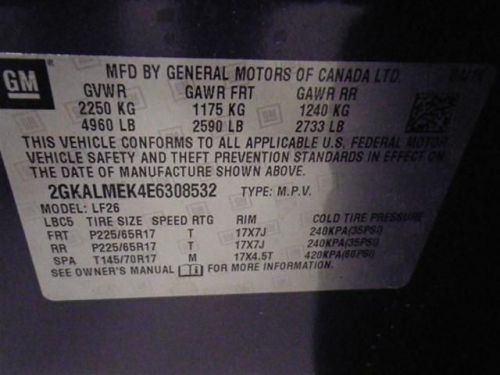 GM
MFD BY GENERAL MOTORS OF CANADA LTD.
GVWR GAWR FRT GAWR RR
2250 KG 1175 KG 1240 KG
4960 LB 2590 LB 2733 LB
THIS VEHICLE CONFORMS TO ALL APPLICABLE U.S. FEDERAL MOTOR
VEHICLE SAFETY AND THEFT PREVENTION STANDARDS IN EFFECT ON
THE DATE OF MANUFACTURE SHOWN ABOVE.
2GKALMEK4E6308532 TYPE: M.P.V.
MODEL: LF26
LBC5 TIRE SIZE SPEED RTG RIM COLD TIRE PRESSURE
FRT P225/65R17 T 17X7J 240KPA(35PSI)
RR P225/65R17 T 17X7J 240KPA(35PSI)
SPA T145/70R17 M 17X4.5T 420KPA(60PSI)
SEE OWNER'S MANUAL FOR MORE INFORMATION.